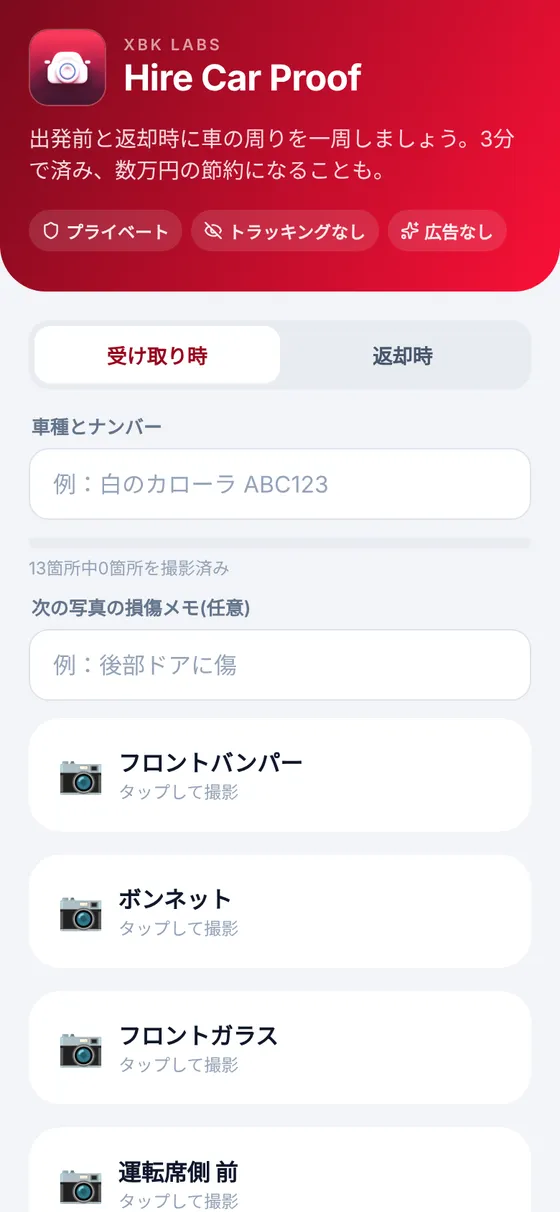 XBK LABS
Hire Car Proof
出発前と返却時に車の周りを一周しましょう。3分
で済み、数万円の節約になることも。
プライベート トラッキングなし 広告なし
受け取り時 返却時
車種とナンバー
例：白のカローラ ABC123
13箇所中0箇所を撮影済み
次の写真の損傷メモ(任意)
例：後部ドアに傷
フロントバンパー
タップして撮影
ボンネット
タップして撮影
フロントガラス
タップして撮影
運転席側 前
タップして撮影